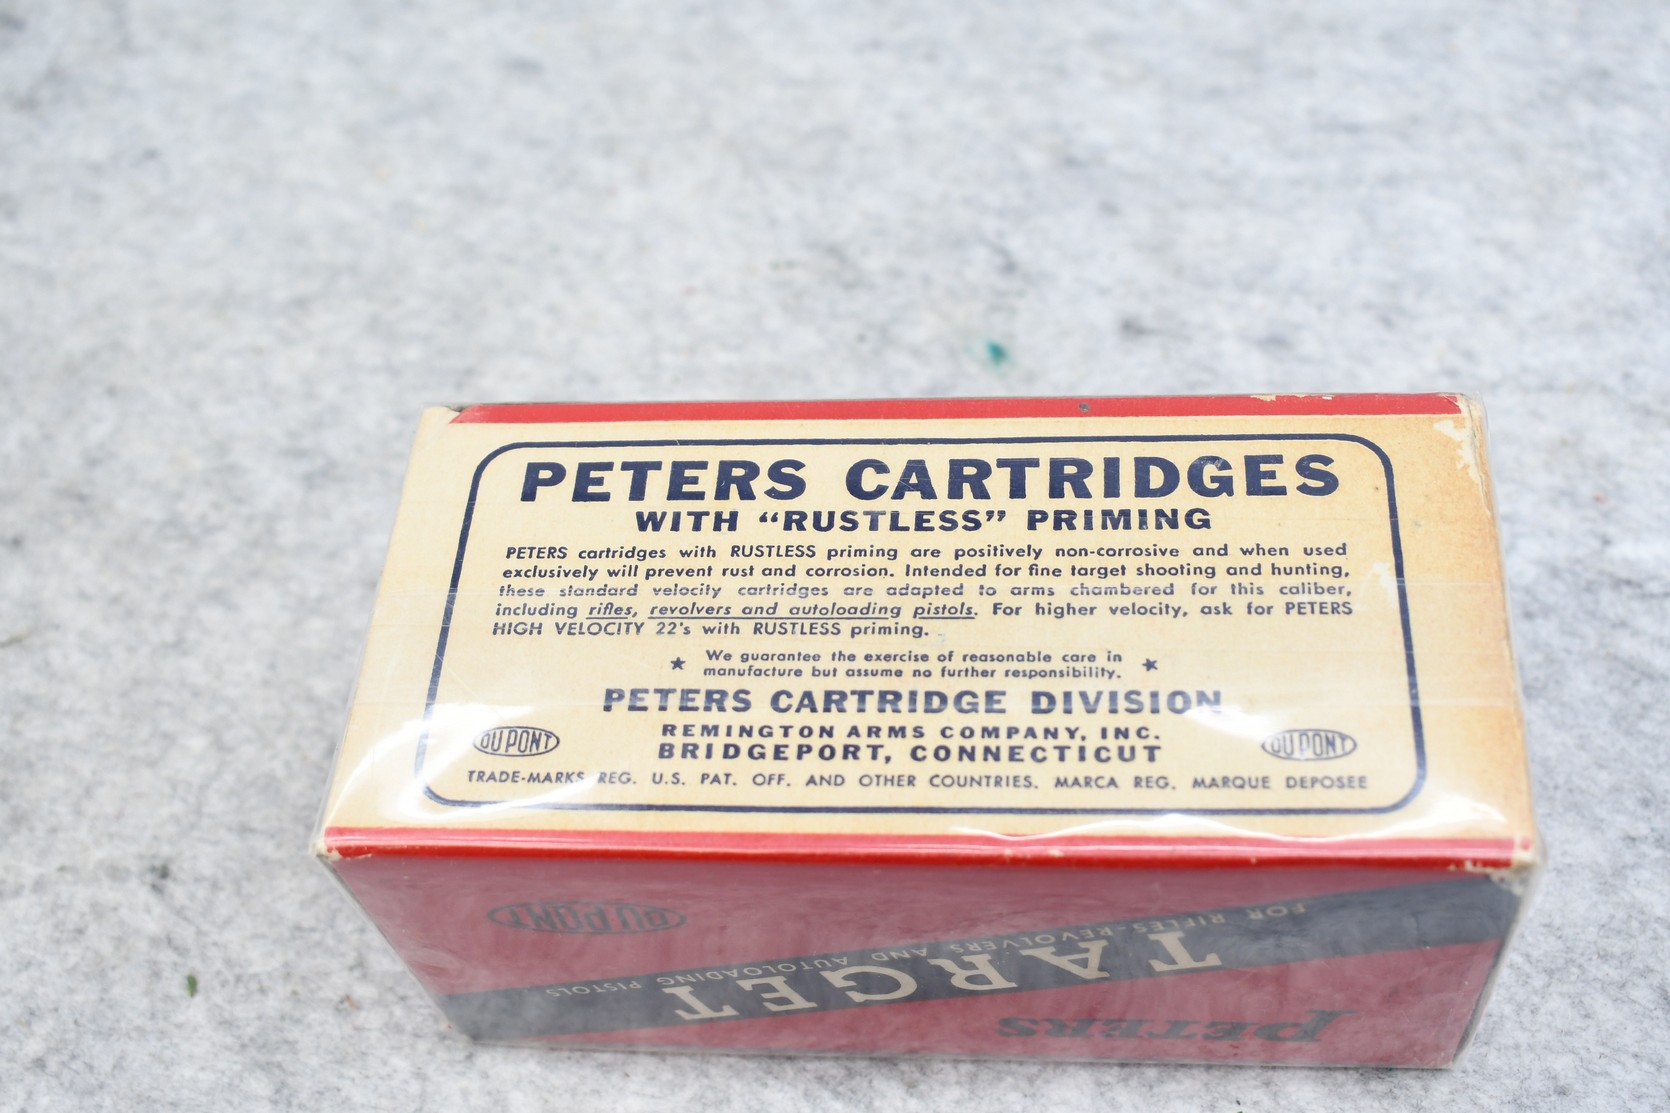 PETERS CARTRIDGES
WITH “RUSTLESS” PRIMING
PETERS cartridges with RUSTLESS priming are positively non-corrosive and when used
exclusively will prevent rust and corrosion. Intended for fine target shooting and hunting,
these standard velocity cartridges are adapted to arms chambered for this caliber,
including rifles, revolvers and autoloading pistols. For higher velocity, ask for PETERS
HIGH VELOCITY 22's with RUSTLESS priming.
★ We guarantee the exercise of reasonable care in ★
manufacture but assume no further responsibility.
PETERS CARTRIDGE DIVISION
REMINGTON ARMS COMPANY, INC.
DU PONT BRIDGEPORT, CONNECTICUT DU PONT
TRADE-MARKS REG. U.S. PAT. OFF. AND OTHER COUNTRIES. MARCA REG. MARQUE DEPOSEE
PETERS
TARGET
FOR RIFLES-REVOLVERS AND AUTOLOADING PISTOLS
DU PONT